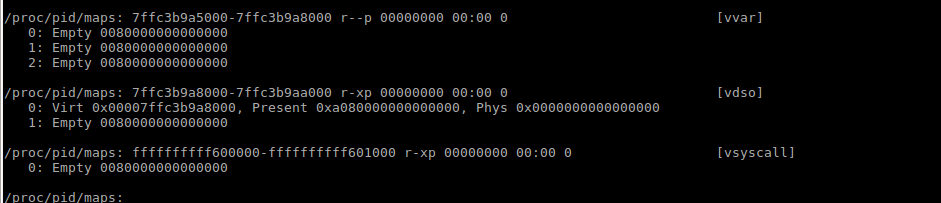 /proc/pid/maps: 7ffc3b9a5000-7ffc3b9a8000 r--p 00000000 00:00 0 [vvar]
0: Empty 0080000000000000
1: Empty 0080000000000000
2: Empty 0080000000000000
/proc/pid/maps: 7ffc3b9a8000-7ffc3b9aa000 r-xp 00000000 00:00 0 [vdso]
0: Virt 0x00007ffc3b9a8000, Present 0xa080000000000000, Phys 0x0000000000000000
1: Empty 0080000000000000
/proc/pid/maps: ffffffffff600000-ffffffffff601000 r-xp 00000000 00:00 0 [vsyscall]
0: Empty 0080000000000000
/proc/pid/maps: